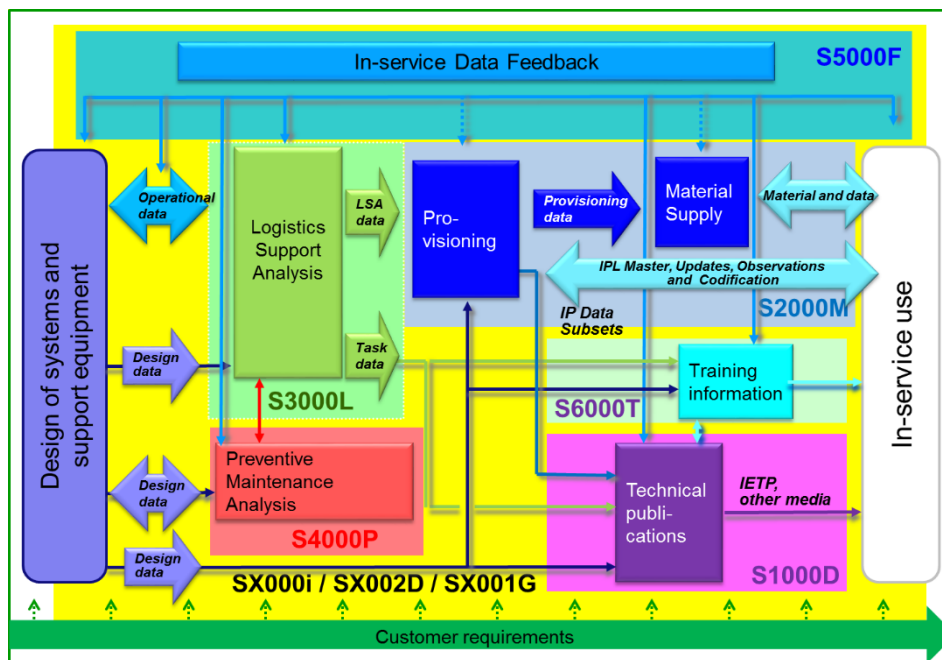 In-service Data Feedback
S5000F
Design of systems and
support equipment
Operational
data
Logistics
Support
Analysis
LSA
data
Pro-
visioning
Provisioning
data
Material
Supply
Material and data
In-service use
IPL Master, Updates, Observations
and Codification
IP Data
Subsets
S2000M
Design
data
Task
data
S3000L
Training
information
S6000T
Design
data
Preventive
Maintenance
Analysis
S4000P
Technical
publi-
cations
IETP,
other media
Design
data
SX000i / SX002D / SX001G
S1000D
Customer requirements